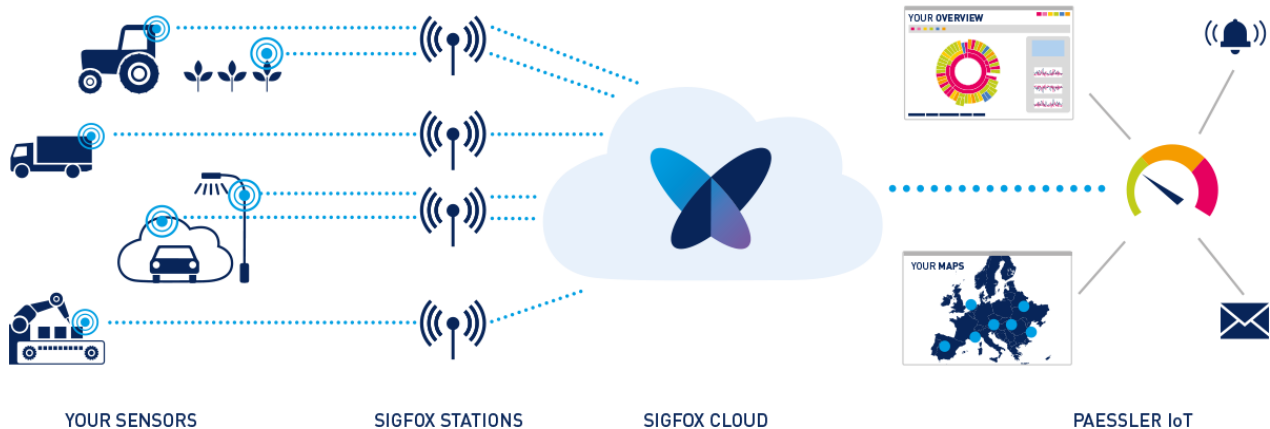 YOUR OVERVIEW
YOUR MAPS
YOUR SENSORS
SIGFOX STATIONS
SIGFOX CLOUD
PAESSLER IoT